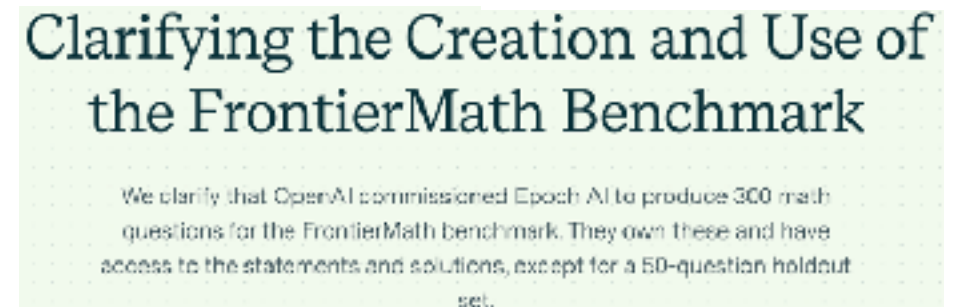 Clarifying the Creation and Use of
the FrontierMath Benchmark
We clarify that OpenAI commissioned Epoch AI to produce 300 math
questions for the FrontierMath benchmark. They own these and have
access to the statements and solutions, except for a 50-question holdout
set.